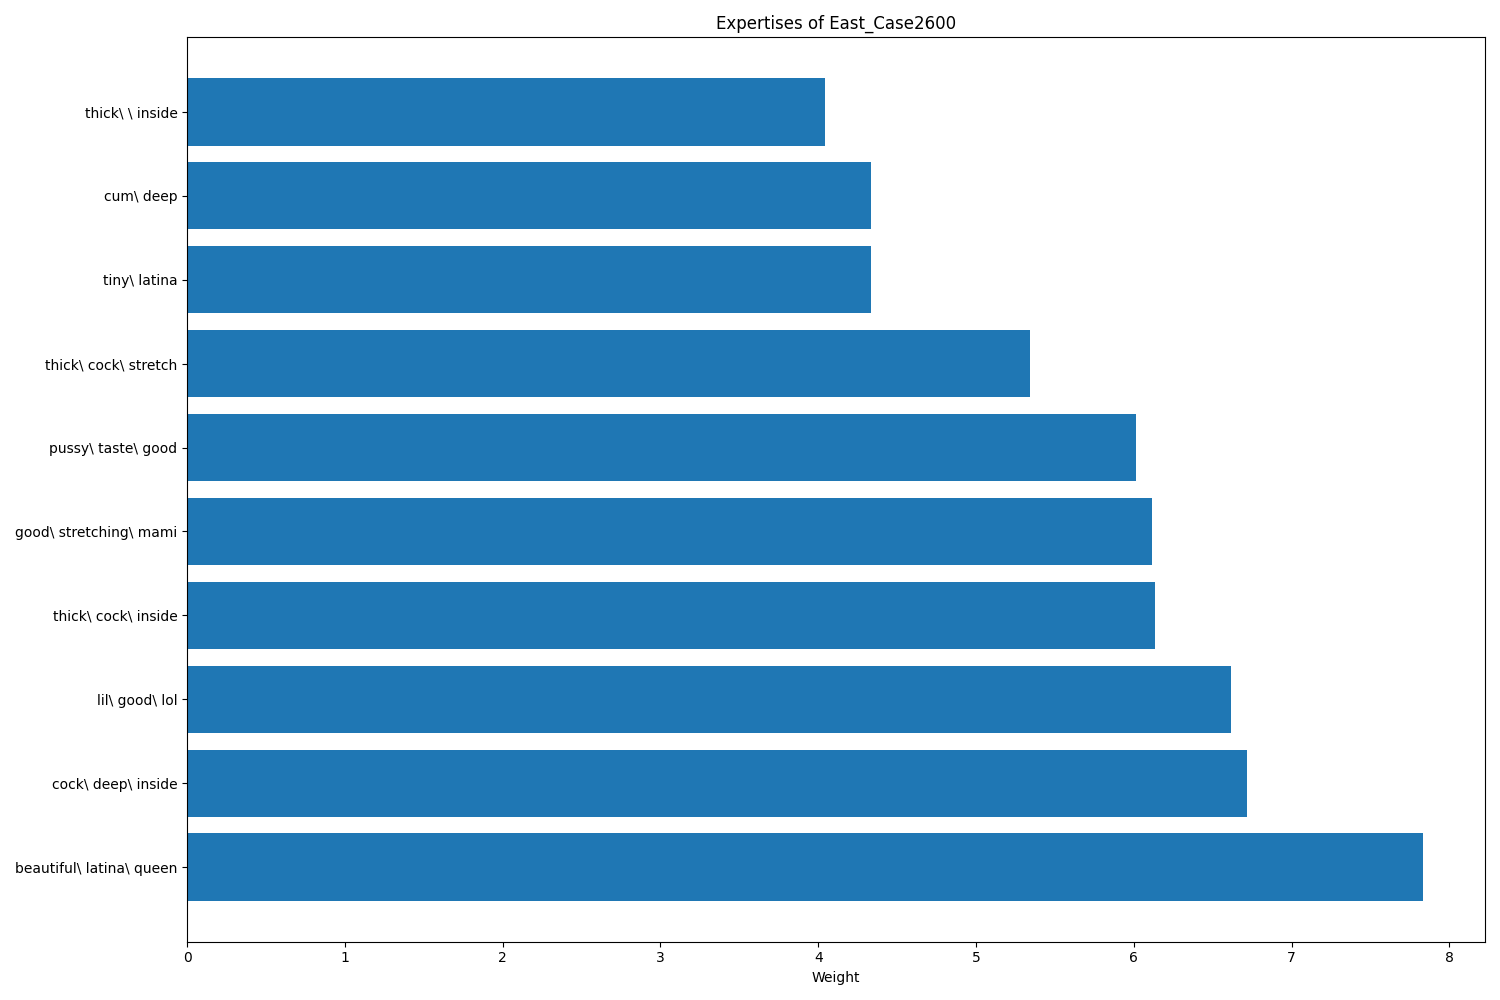 Expertises of East_Case2600
thick\ \ inside
cum\ deep
tiny\ latina
thick\ cock\ stretch
pussy\ taste\ good
good\ stretching\ mami
thick\ cock\ inside
lil\ good\ lol
cock\ deep\ inside
beautiful\ latina\ queen
0 1 2 3 4 5 6 7 8
Weight